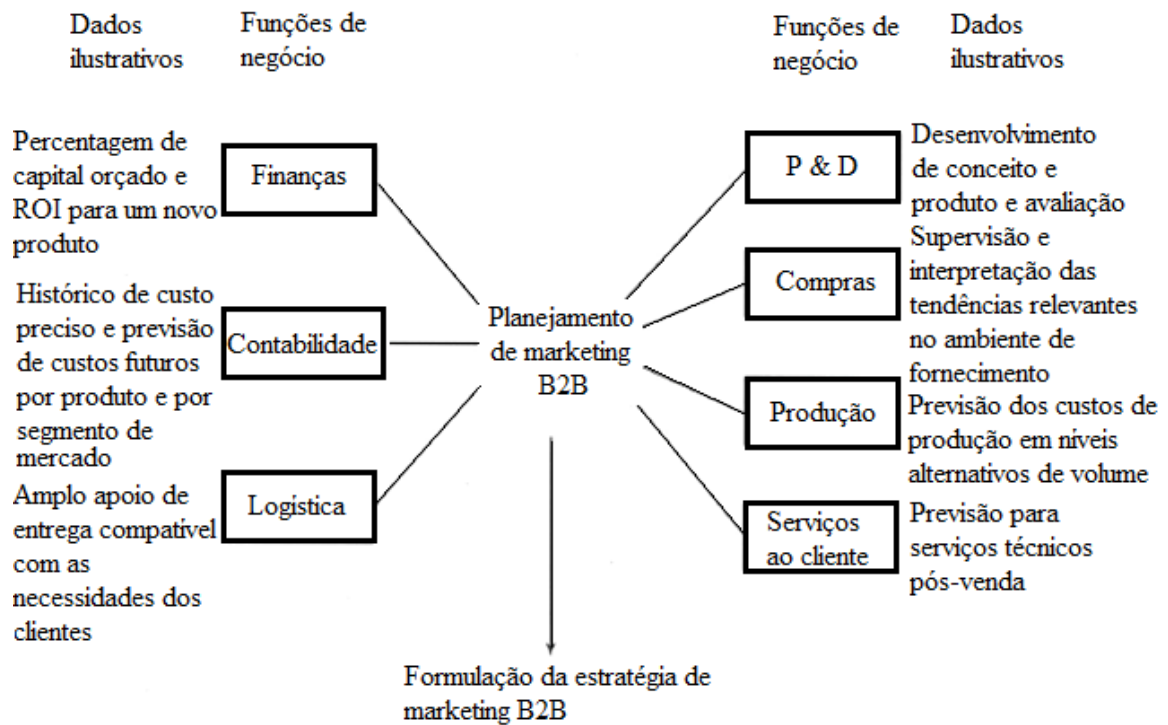 Dados
ilustrativos
Funções de
negócio
Funções de
negócio
Dados
ilustrativos
Percentagem de
capital orçado e
ROI para um novo
produto
Finanças
Histórico de custo
preciso e previsão
de custos futuros
por produto e por
segmento de
mercado
Contabilidade
Amplo apoio de
entrega compatível
com as
necessidades dos
clientes
Logística
Planejamento
de marketing
B2B
P & D
Desenvolvimento
de conceito e
produto e avaliação
Compras
Supervisão e
interpretação das
tendências relevantes
no ambiente de
fornecimento
Produção
Previsão dos custos de
produção em níveis
alternativos de volume
Serviços
ao cliente
Previsão para
serviços técnicos
pós-venda
Formulação da estratégia de
marketing B2B